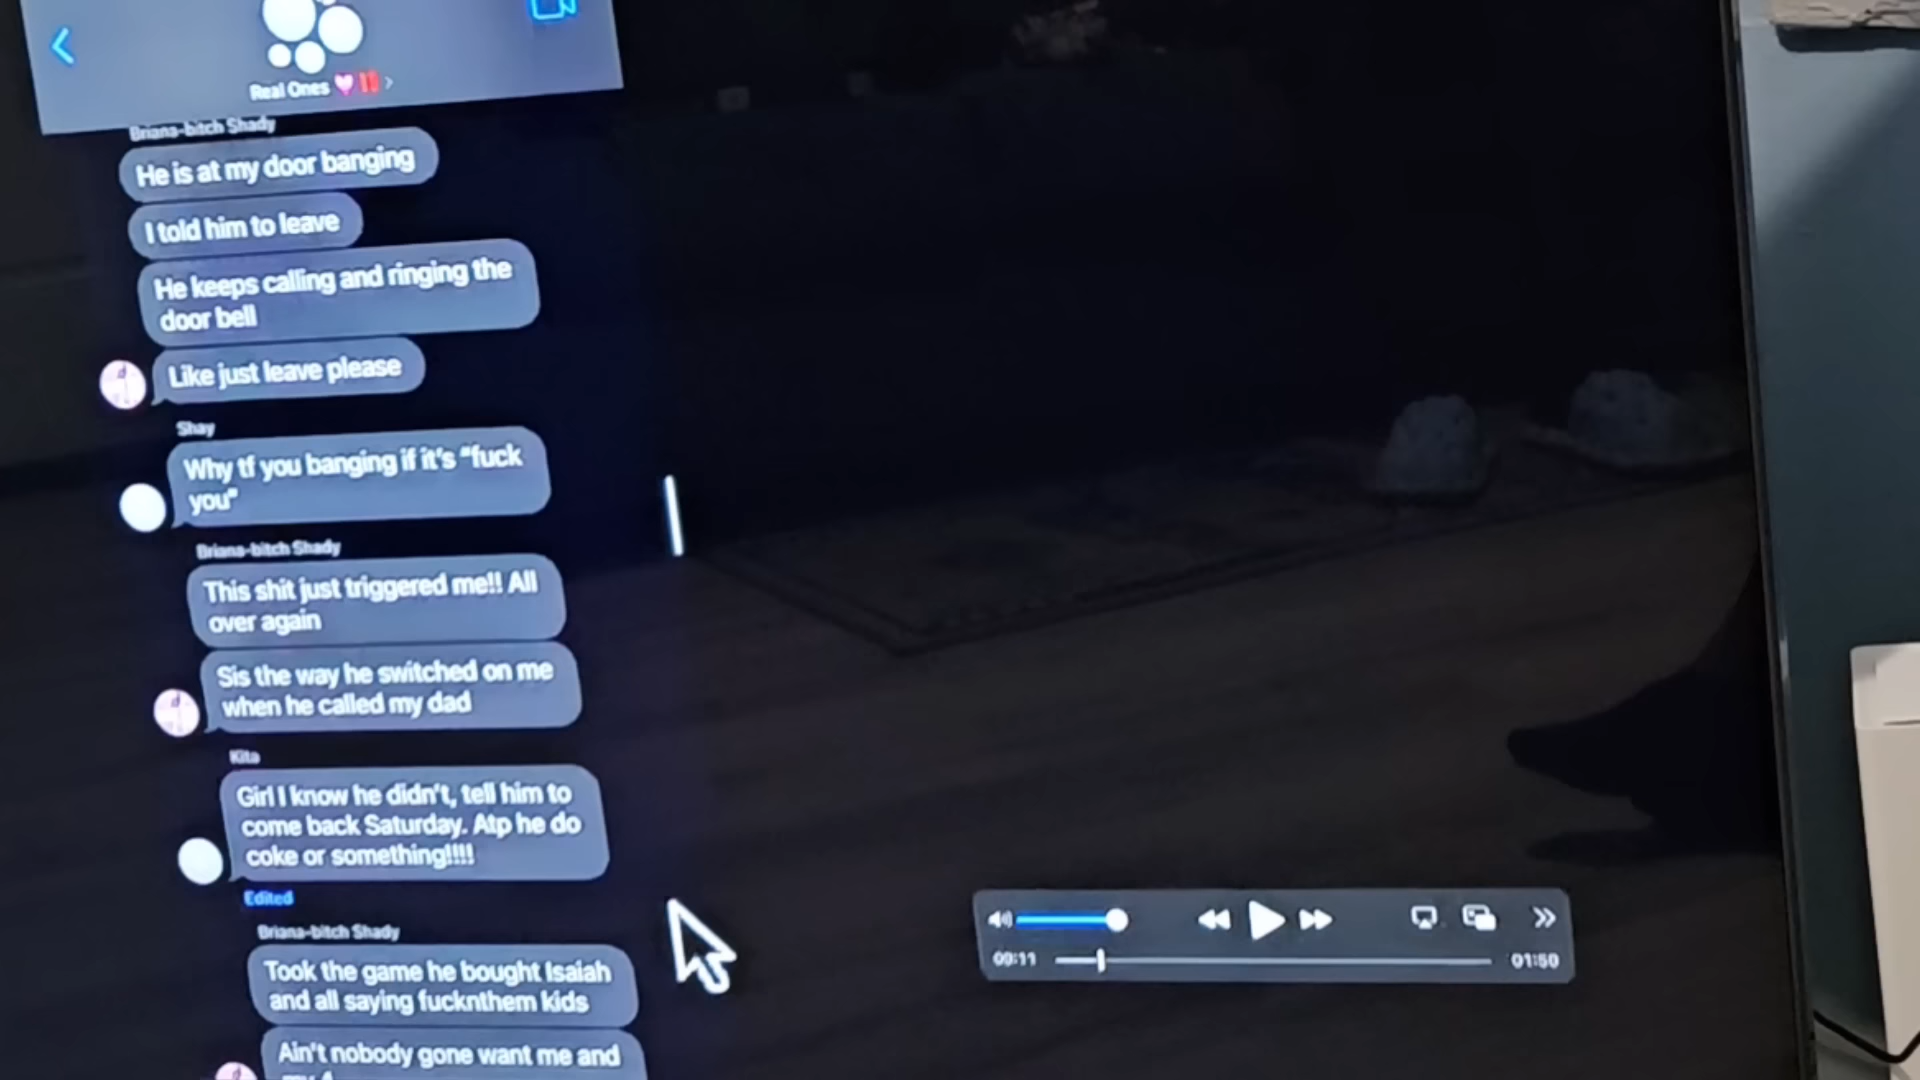 Real Ones
Briana-bitch Shady
He is at my door banging
I told him to leave
He keeps calling and ringing the
door bell
Like just leave please
Shay
Why tf you banging if it's "fuck
you"
Briana-bitch Shady
This shit just triggered me!! All
over again
Sis the way he switched on me
when he called my dad
Kita
Girl I know he didn't, tell him to
come back Saturday. Atp he do
coke or something!!!!
Edited
Briana-bitch Shady
Took the game he bought Isaiah
and all saying fucknthem kids
Ain't nobody gone want me and
00:11
01:50